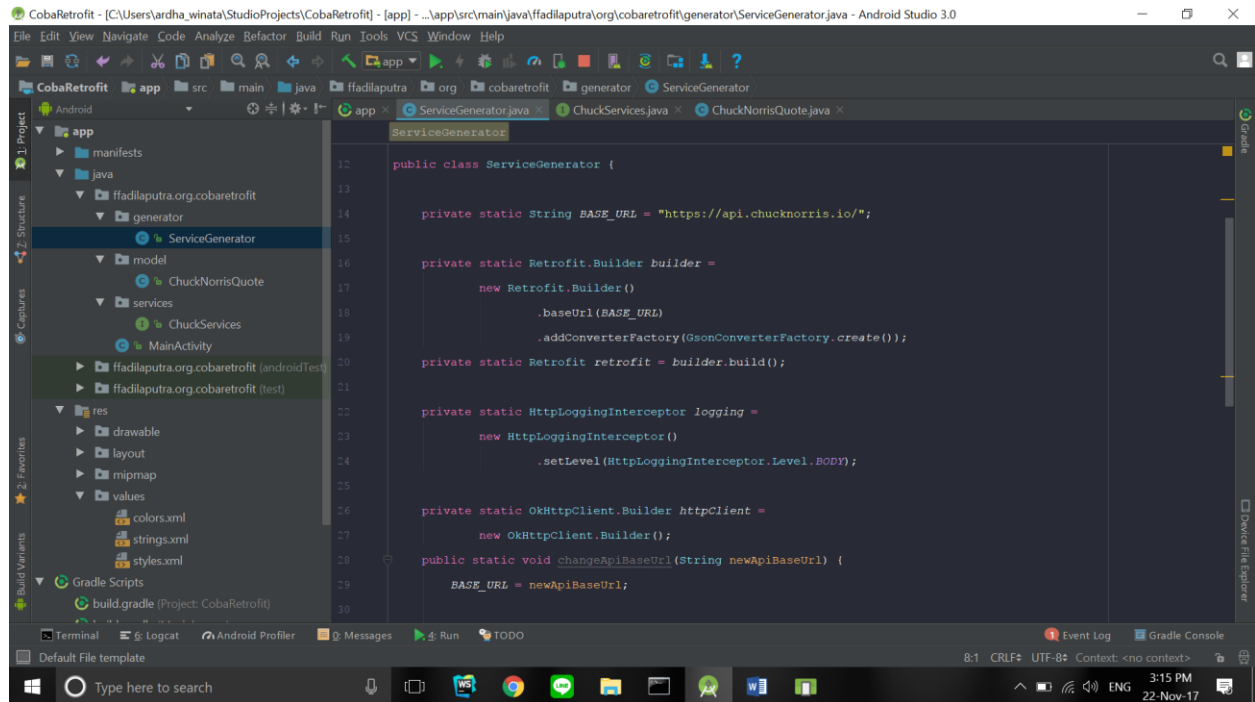 CobaRetrofit - [C:\Users\ardha_winata\StudioProjects\CobaRetrofit] - [app] - ...\app\src\main\java\ffadilaputra\org\cobaretrofit\generator\ServiceGenerator.java - Android Studio 3.0
File Edit View Navigate Code Analyze Refactor Build Run Tools VCS Window Help
app
CobaRetrofit app src main java ffadilaputra org cobaretrofit generator ServiceGenerator
Android
app ServiceGenerator.java ChuckServices.java ChuckNorrisQuote.java
ServiceGenerator
1: Project
Z: Structure
Captures
2: Favorites
Build Variants
app
manifests
java
ffadilaputra.org.cobaretrofit
generator
ServiceGenerator
model
ChuckNorrisQuote
services
ChuckServices
MainActivity
ffadilaputra.org.cobaretrofit (androidTest)
ffadilaputra.org.cobaretrofit (test)
res
drawable
layout
mipmap
values
colors.xml
strings.xml
styles.xml
Gradle Scripts
build.gradle (Project: CobaRetrofit)
12 public class ServiceGenerator {
13
14 private static String BASE_URL = "https://api.chucknorris.io/";
15
16 private static Retrofit.Builder builder =
17 new Retrofit.Builder()
18 .baseUrl(BASE_URL)
19 .addConverterFactory(GsonConverterFactory.create());
20 private static Retrofit retrofit = builder.build();
21
22 private static HttpLoggingInterceptor logging =
23 new HttpLoggingInterceptor()
24 .setLevel(HttpLoggingInterceptor.Level.BODY);
25
26 private static OkHttpClient.Builder httpClient =
27 new OkHttpClient.Builder();
28 public static void changeApiBaseUrl(String newApiBaseUrl) {
29 BASE_URL = newApiBaseUrl;
30
Gradle
Device File Explorer
Terminal 6: Logcat Android Profiler 0: Messages 4: Run TODO 1 Event Log Gradle Console
Default File template 8:1 CRLF UTF-8 Context: <no context>
Type here to search
WS
LINE
W
ENG
3:15 PM
22-Nov-17